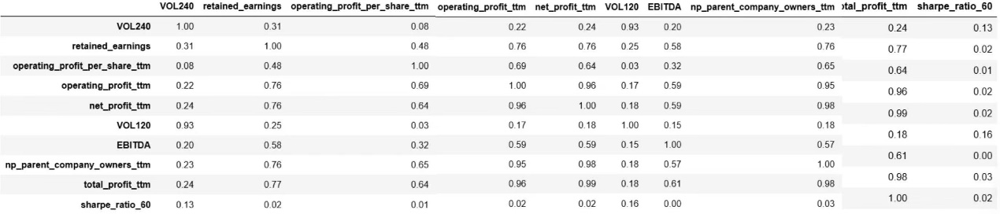 VOL240 retained_earnings operating_profit_per_share_ttm operating_profit_ttm net_profit_ttm VOL120 EBITDA np_parent_company_owners_ttm tal_profit_ttm sharpe_ratio_60
VOL240 1.00 0.31 0.08 0.22 0.24 0.93 0.20 0.23 0.24 0.13
retained_earnings 0.31 1.00 0.48 0.76 0.76 0.25 0.58 0.76 0.77 0.02
operating_profit_per_share_ttm 0.08 0.48 1.00 0.69 0.64 0.03 0.32 0.65 0.64 0.01
operating_profit_ttm 0.22 0.76 0.69 1.00 0.96 0.17 0.59 0.95 0.96 0.02
net_profit_ttm 0.24 0.76 0.64 0.96 1.00 0.18 0.59 0.98 0.99 0.02
VOL120 0.93 0.25 0.03 0.17 0.18 1.00 0.15 0.18 0.18 0.16
EBITDA 0.20 0.58 0.32 0.59 0.59 0.15 1.00 0.57 0.61 0.00
np_parent_company_owners_ttm 0.23 0.76 0.65 0.95 0.98 0.18 0.57 1.00 0.98 0.03
total_profit_ttm 0.24 0.77 0.64 0.96 0.99 0.18 0.61 0.98 1.00 0.02
sharpe_ratio_60 0.13 0.02 0.01 0.02 0.02 0.16 0.00 0.03